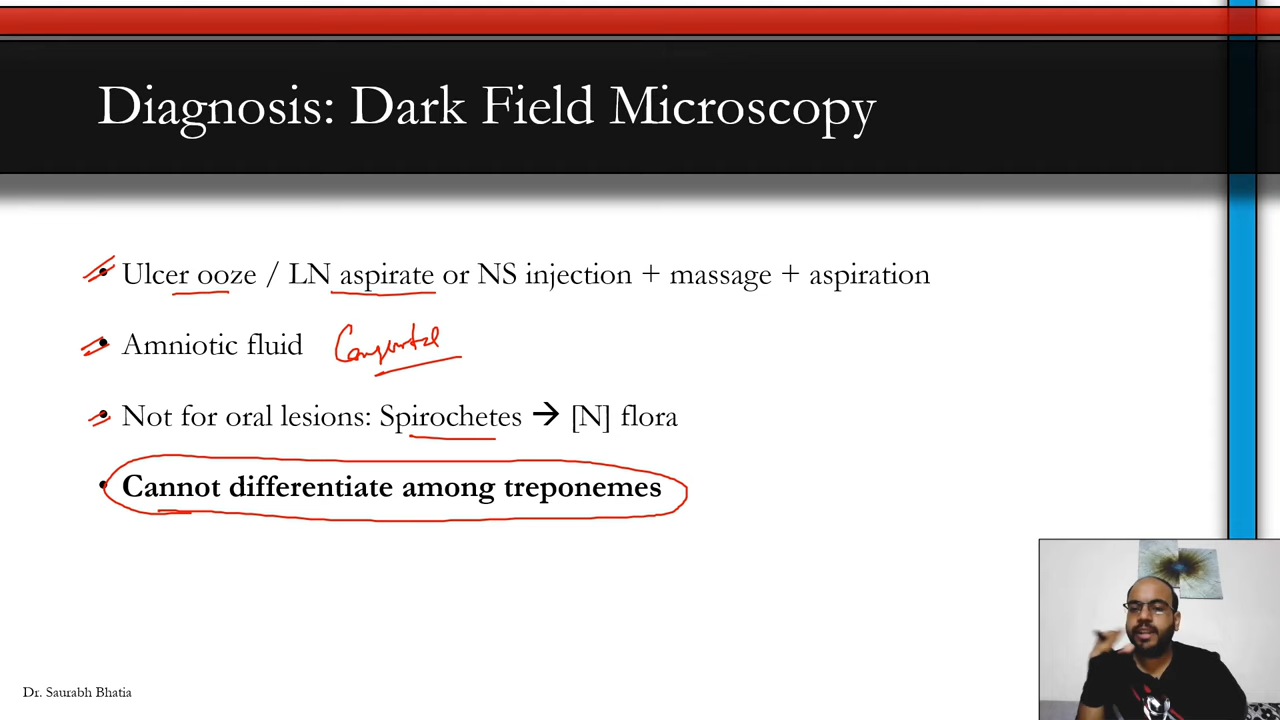 Diagnosis: Dark Field Microscopy
• Ulcer ooze / LN aspirate or NS injection + massage + aspiration
• Amniotic fluid Congenital
• Not for oral lesions: Spirochetes → [N] flora
• Cannot differentiate among treponemes
Dr. Saurabh Bhatia